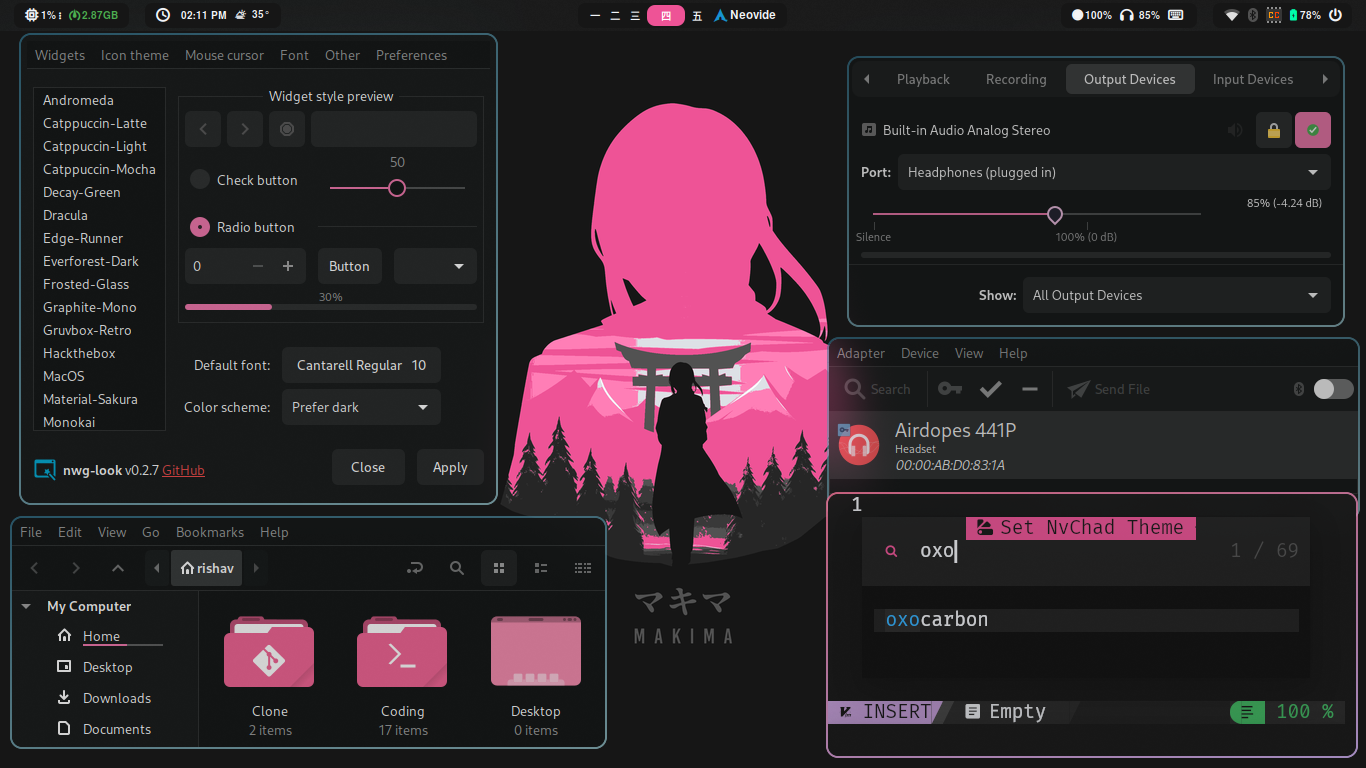 1% 2.87GB 02:11 PM 35° 一 二 三 四 五 Neovide 100% 85% CC 78%
Widgets Icon theme Mouse cursor Font Other Preferences
Andromeda
Catppuccin-Latte
Catppuccin-Light
Catppuccin-Mocha
Decay-Green
Dracula
Edge-Runner
Everforest-Dark
Frosted-Glass
Graphite-Mono
Gruvbox-Retro
Hackthebox
MacOS
Material-Sakura
Monokai
Widget style preview
50
Check button
Radio button
0 − + Button
30%
Default font: Cantarell Regular 10
Color scheme: Prefer dark
nwg-look v0.2.7 GitHub
Close Apply
Playback Recording Output Devices Input Devices
Built-in Audio Analog Stereo
Port: Headphones (plugged in)
85% (-4.24 dB)
Silence 100% (0 dB)
Show: All Output Devices
Adapter Device View Help
Search Send File
Airdopes 441P
Headset
00:00:AB:D0:83:1A
File Edit View Go Bookmarks Help
rishav
My Computer
Home
Desktop
Downloads
Documents
Clone
2 items
Coding
17 items
Desktop
0 items
マキマ
MAKIMA
1
Set NvChad Theme
oxo 1 / 69
oxocarbon
INSERT Empty 100 %